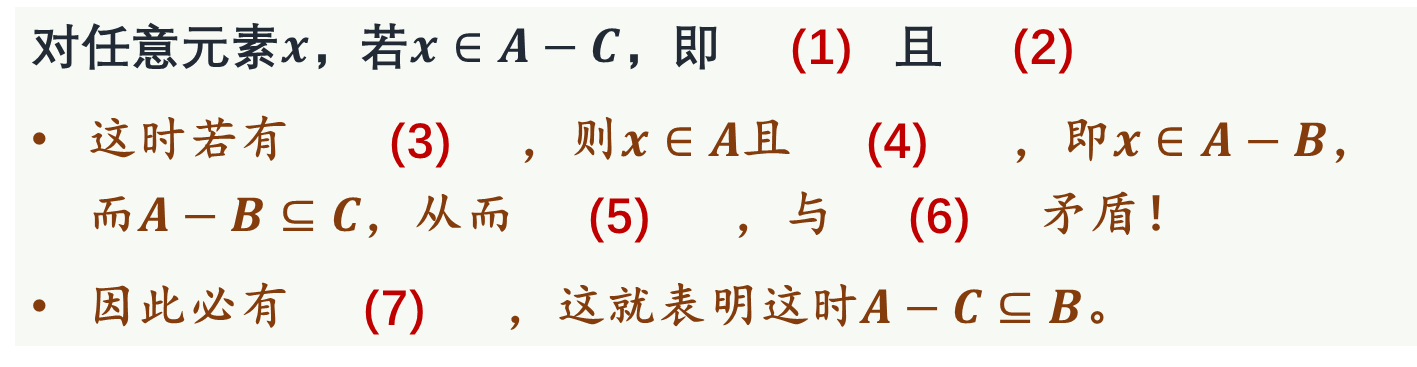 对任意元素x，若x ∈ A − C，即 (1) 且 (2)
• 这时若有 (3) ，则x ∈ A且 (4) ，即x ∈ A − B，
而A − B ⊆ C，从而 (5) ，与 (6) 矛盾！
• 因此必有 (7) ，这就表明这时A − C ⊆ B。